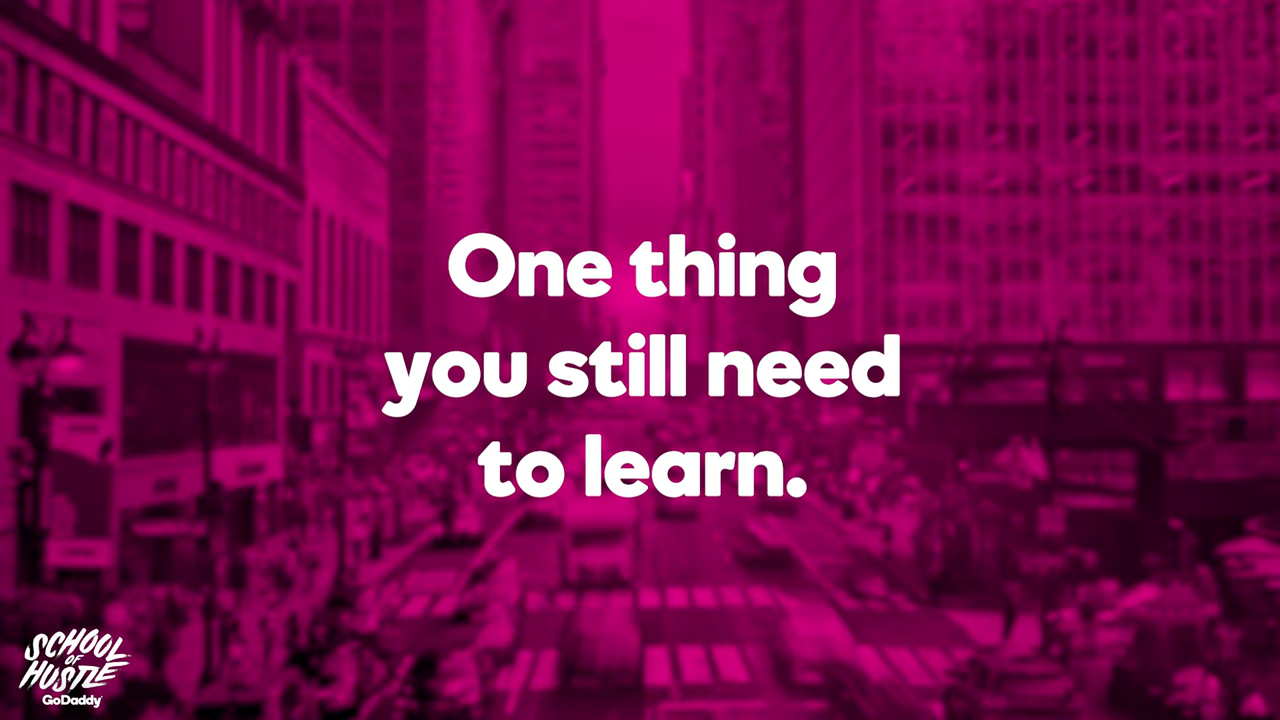 One thing
you still need
to learn.
SCHOOL
OF
HUSTLE
GoDaddy